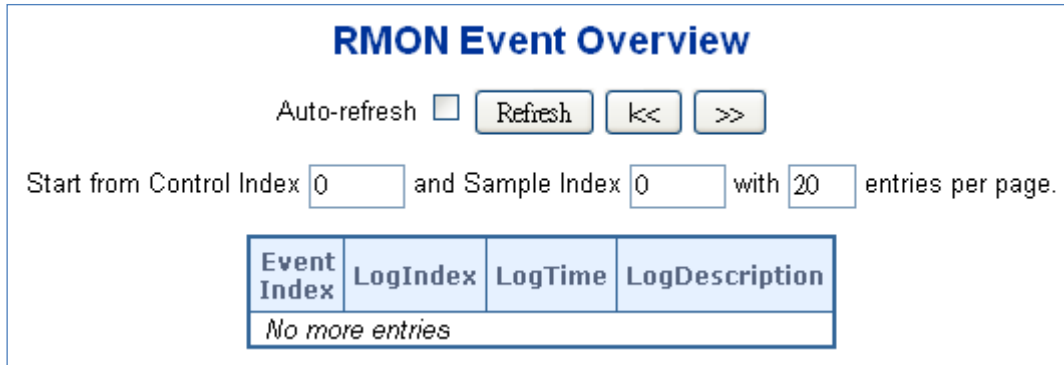 RMON Event Overview
Auto-refresh Refresh |<< >>
Start from Control Index 0 and Sample Index 0 with 20 entries per page.
Event Index LogIndex LogTime LogDescription
No more entries